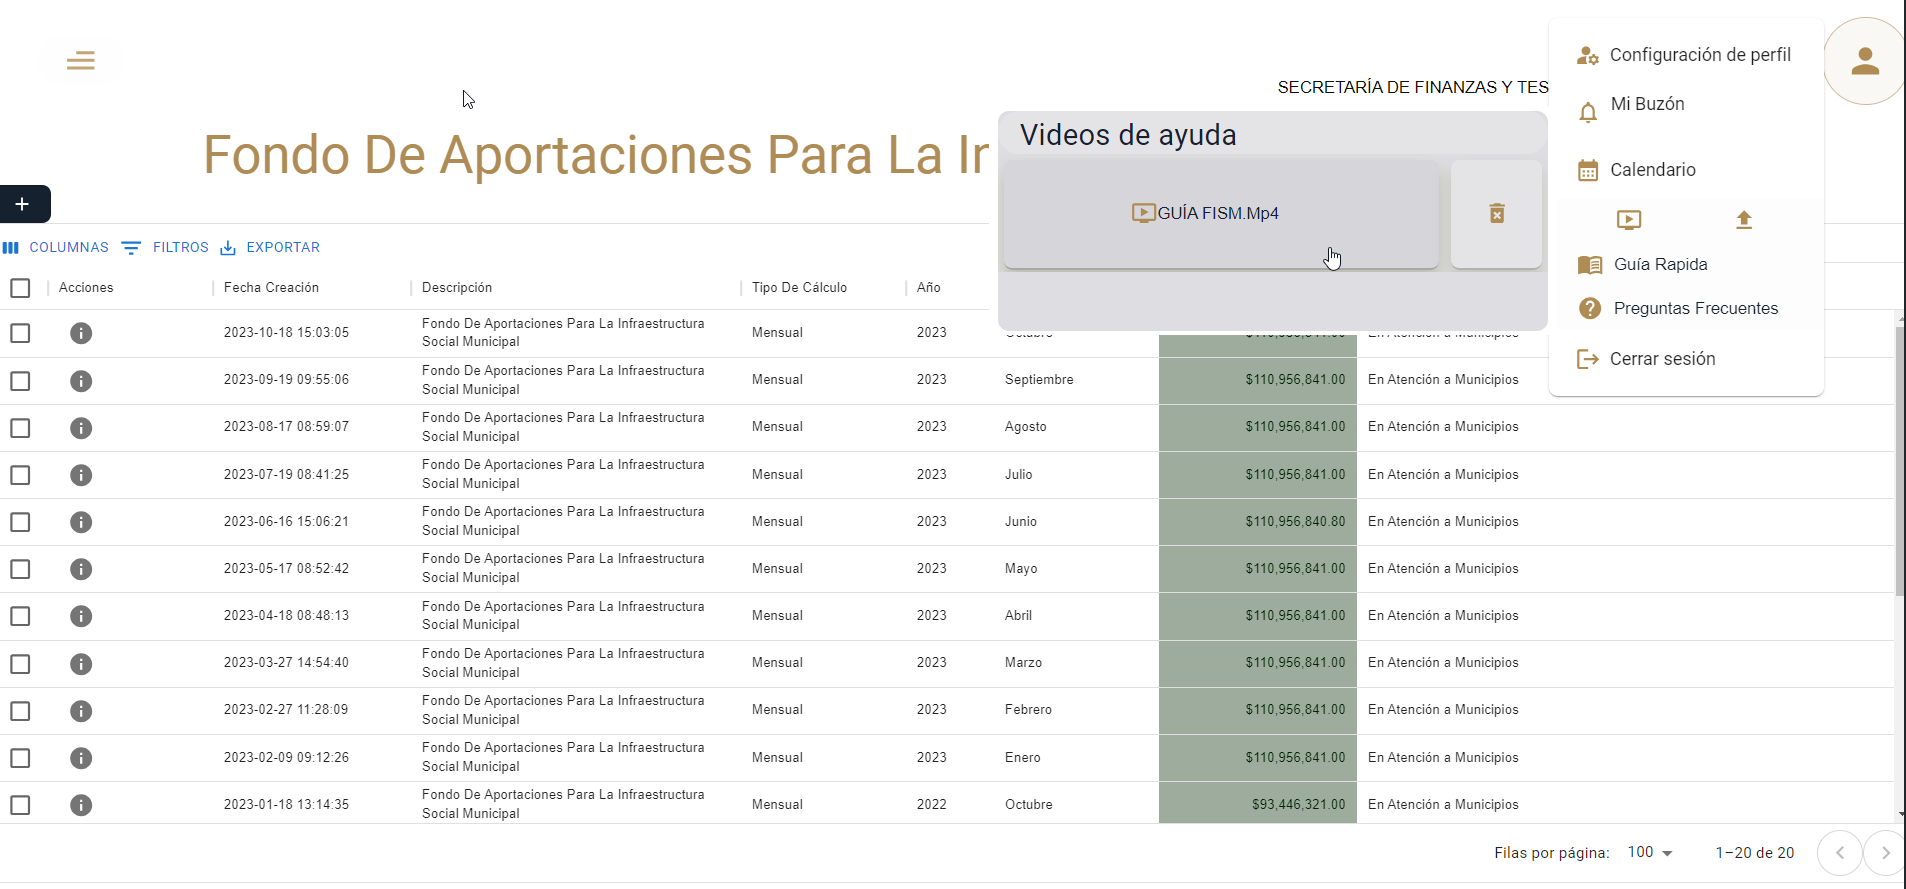 Configuración de perfil
Mi Buzón
SECRETARÍA DE FINANZAS Y TES
Videos de ayuda
Fondo De Aportaciones Para La In
Calendario
GUÍA FISM.Mp4
COLUMNAS FILTROS EXPORTAR
Guía Rapida
Preguntas Frecuentes
Cerrar sesión
Acciones Fecha Creación Descripción Tipo De Cálculo Año
2023-10-18 15:03:05 Fondo De Aportaciones Para La Infraestructura Social Municipal Mensual 2023 Octubre
2023-09-19 09:55:06 Fondo De Aportaciones Para La Infraestructura Social Municipal Mensual 2023 Septiembre $110,956,841.00 En Atención a Municipios
2023-08-17 08:59:07 Fondo De Aportaciones Para La Infraestructura Social Municipal Mensual 2023 Agosto $110,956,841.00 En Atención a Municipios
2023-07-19 08:41:25 Fondo De Aportaciones Para La Infraestructura Social Municipal Mensual 2023 Julio $110,956,841.00 En Atención a Municipios
2023-06-16 15:06:21 Fondo De Aportaciones Para La Infraestructura Social Municipal Mensual 2023 Junio $110,956,840.80 En Atención a Municipios
2023-05-17 08:52:42 Fondo De Aportaciones Para La Infraestructura Social Municipal Mensual 2023 Mayo $110,956,841.00 En Atención a Municipios
2023-04-18 08:48:13 Fondo De Aportaciones Para La Infraestructura Social Municipal Mensual 2023 Abril $110,956,841.00 En Atención a Municipios
2023-03-27 14:54:40 Fondo De Aportaciones Para La Infraestructura Social Municipal Mensual 2023 Marzo $110,956,841.00 En Atención a Municipios
2023-02-27 11:28:09 Fondo De Aportaciones Para La Infraestructura Social Municipal Mensual 2023 Febrero $110,956,841.00 En Atención a Municipios
2023-02-09 09:12:26 Fondo De Aportaciones Para La Infraestructura Social Municipal Mensual 2023 Enero $110,956,841.00 En Atención a Municipios
2023-01-18 13:14:35 Fondo De Aportaciones Para La Infraestructura Social Municipal Mensual 2022 Octubre $93,446,321.00 En Atención a Municipios
Filas por página: 100 1–20 de 20